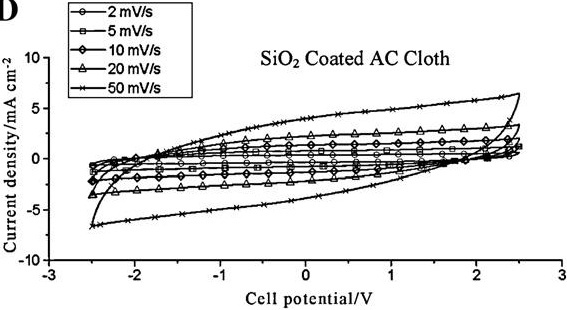 D
2 mV/s
5 mV/s
10 mV/s
20 mV/s
50 mV/s
SiO₂ Coated AC Cloth
Current density/mA cm⁻²
10
5
0
-5
-10
-3 -2 -1 0 1 2 3
Cell potential/V